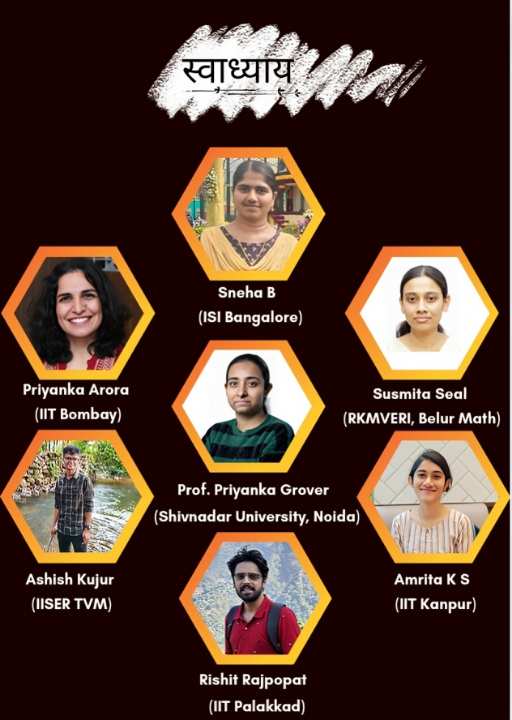 स्वाध्याय
Sneha B
(ISI Bangalore)
Priyanka Arora
(IIT Bombay)
Susmita Seal
(RKMVERI, Belur Math)
Prof. Priyanka Grover
(Shivnadar University, Noida)
Ashish Kujur
(IISER TVM)
Amrita K S
(IIT Kanpur)
Rishit Rajpopat
(IIT Palakkad)